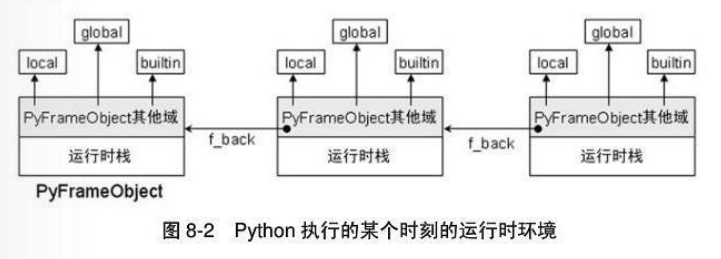 global
global
global
local
builtin
local
builtin
local
builtin
PyFrameObject其他域
PyFrameObject其他域
PyFrameObject其他域
f_back
f_back
运行时栈
运行时栈
运行时栈
PyFrameObject
图 8-2 Python 执行的某个时刻的运行时环境